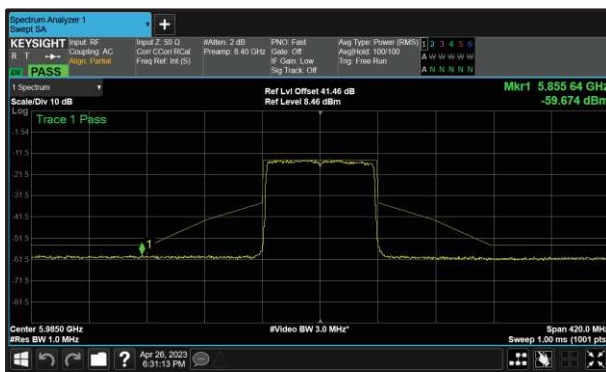 Spectrum Analyzer 1
Swept SA
KEYSIGHT
R T
PASS
Input: RF
Coupling: AC
Align: Partial
Input Z: 50 Ω
Corr CCorr RCal
Freq Ref: Int (S)
#Atten: 2 dB
Preamp: 8.40 GHz
PNO: Fast
Gate: Off
IF Gain: Low
Sig Track: Off
Avg Type: Power (RMS)
Avg|Hold: 100/100
Trig: Free Run
1 2 3 4 5 6
A W W W W W
A N N N N N
1 Spectrum
Scale/Div 10 dB
Log
Ref Lvl Offset 41.46 dB
Ref Level 8.46 dBm
Mkr1 5.855 64 GHz
-59.674 dBm
Trace 1 Pass
-1.54
-11.5
-21.5
-31.5
-41.5
-51.5
-61.5
-71.5
-81.5
1
Center 5.9850 GHz
#Res BW 1.0 MHz
#Video BW 3.0 MHz*
Span 420.0 MHz
Sweep 1.00 ms (1001 pts)
?
Apr 26, 2023
6:31:13 PM